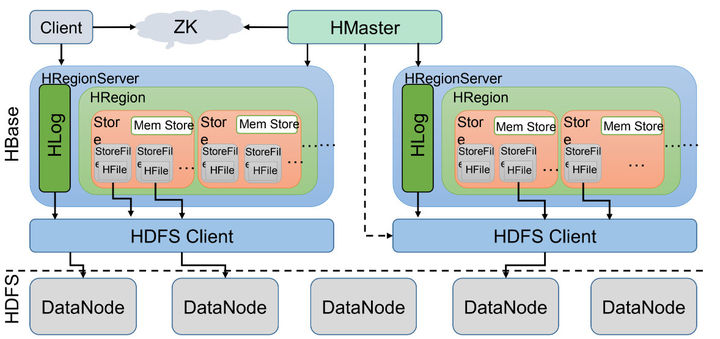 Client
ZK
HMaster
HBase
HRegionServer
HLog
HRegion
Stor
e
Mem Store
StoreFil
e
HFile
StoreFil
e
HFile
...
Stor
e
Mem Store
StoreFil
e
HFile
StoreFil
e
HFile
...
......
HRegionServer
HLog
HRegion
Stor
e
Mem Store
StoreFil
e
HFile
StoreFil
e
HFile
...
Stor
e
Mem Store
StoreFil
e
HFile
...
......
HDFS Client
HDFS Client
HDFS
DataNode
DataNode
DataNode
DataNode
DataNode